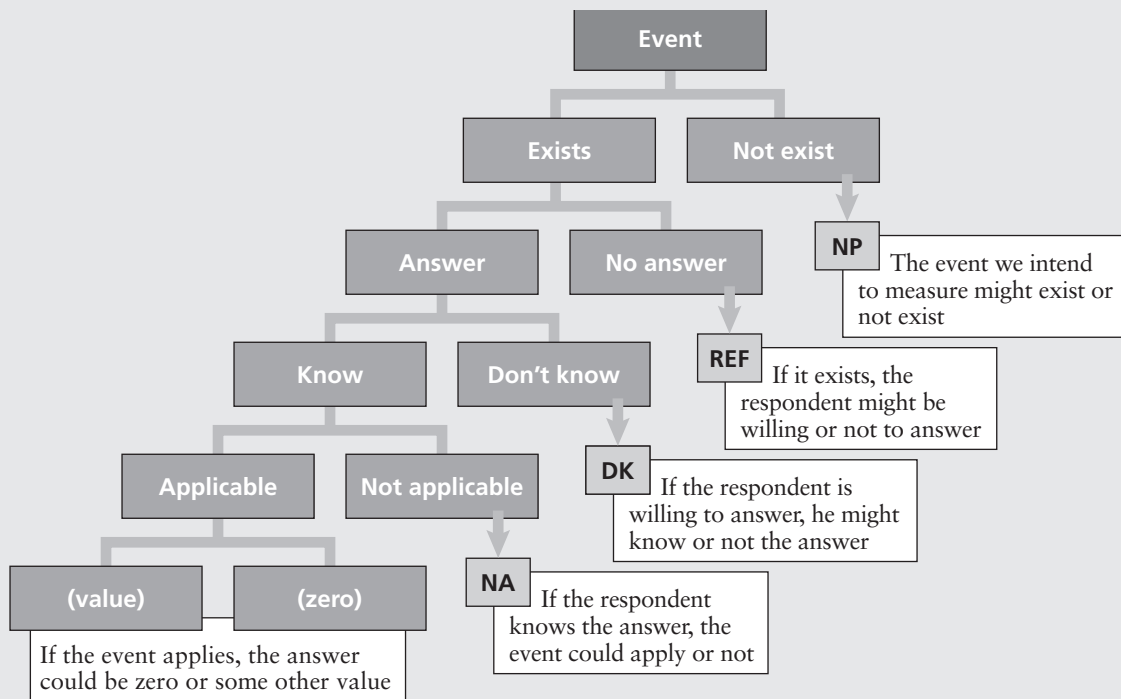 Event
Exists
Not exist
NP
The event we intend
to measure might exist or
not exist
Answer
No answer
REF
If it exists, the
respondent might be
willing or not to answer
Know
Don't know
DK
If the respondent is
willing to answer, he might
know or not the answer
Applicable
Not applicable
NA
If the respondent
knows the answer, the
event could apply or not
(value)
(zero)
If the event applies, the answer
could be zero or some other value